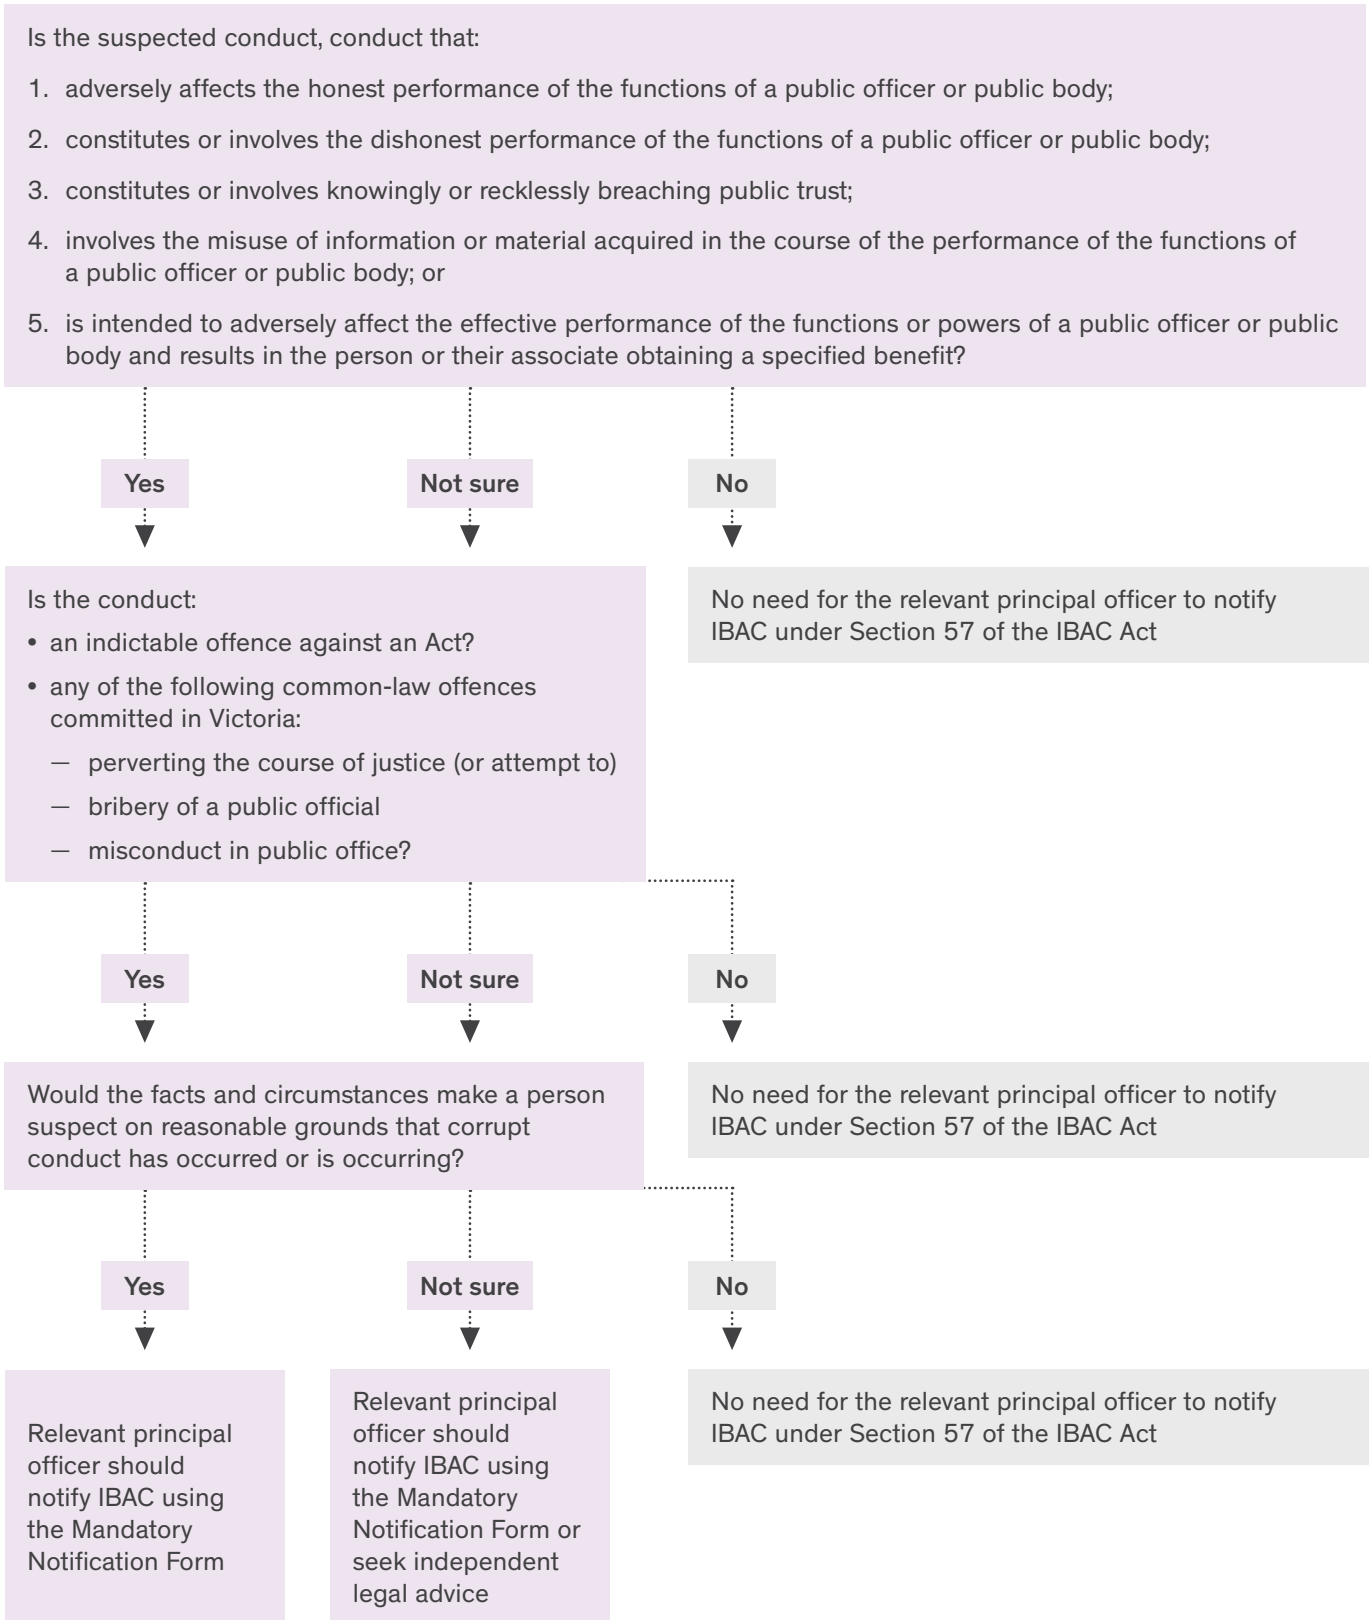 Is the suspected conduct, conduct that:
1. adversely affects the honest performance of the functions of a public officer or public body;
2. constitutes or involves the dishonest performance of the functions of a public officer or public body;
3. constitutes or involves knowingly or recklessly breaching public trust;
4. involves the misuse of information or material acquired in the course of the performance of the functions of
a public officer or public body; or
5. is intended to adversely affect the effective performance of the functions or powers of a public officer or public
body and results in the person or their associate obtaining a specified benefit?
Yes
Not sure
No
Is the conduct:
• an indictable offence against an Act?
• any of the following common-law offences
committed in Victoria:
— perverting the course of justice (or attempt to)
— bribery of a public official
— misconduct in public office?
No need for the relevant principal officer to notify
IBAC under Section 57 of the IBAC Act
Yes
Not sure
No
Would the facts and circumstances make a person
suspect on reasonable grounds that corrupt
conduct has occurred or is occurring?
No need for the relevant principal officer to notify
IBAC under Section 57 of the IBAC Act
Yes
Not sure
No
Relevant principal
officer should
notify IBAC using
the Mandatory
Notification Form
Relevant principal
officer should
notify IBAC using
the Mandatory
Notification Form or
seek independent
legal advice
No need for the relevant principal officer to notify
IBAC under Section 57 of the IBAC Act